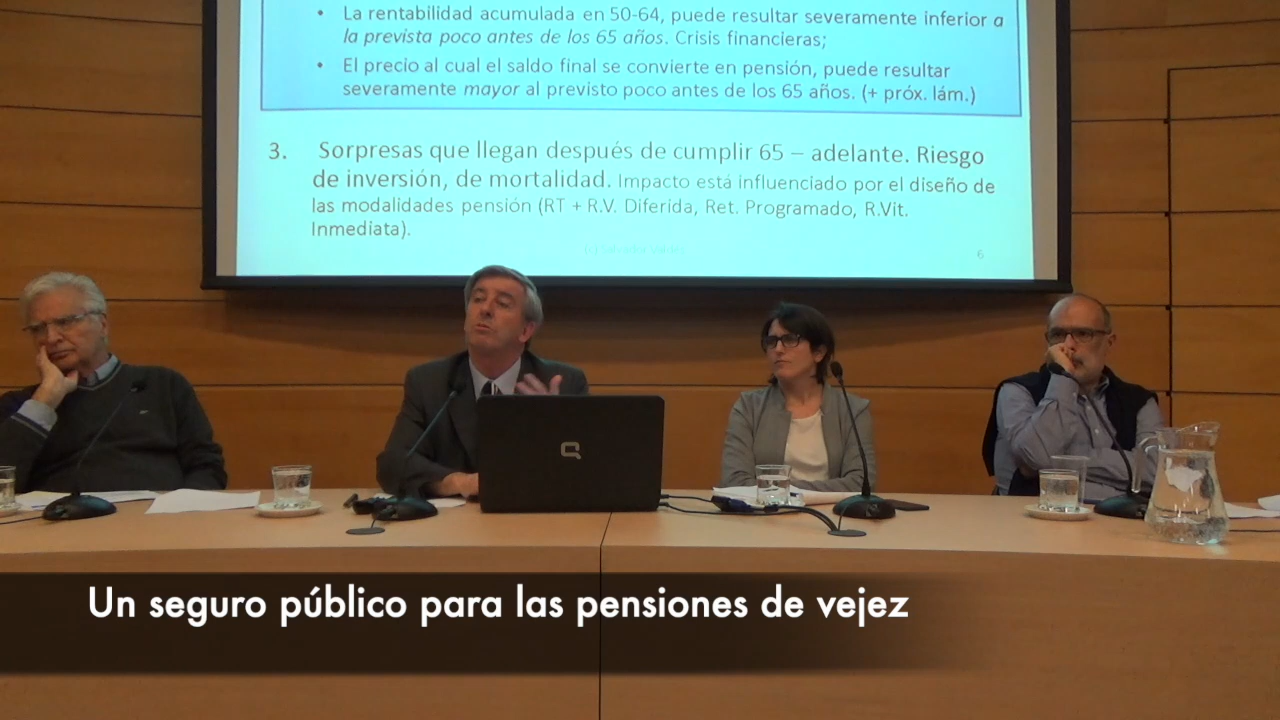 • La rentabilidad acumulada en 50-64, puede resultar severamente inferior a
la prevista poco antes de los 65 años. Crisis financieras;
• El precio al cual el saldo final se convierte en pensión, puede resultar
severamente mayor al previsto poco antes de los 65 años. (+ próx. lám.)
3. Sorpresas que llegan después de cumplir 65 – adelante. Riesgo
de inversión, de mortalidad. Impacto está influenciado por el diseño de
las modalidades pensión (RT + R.V. Diferida, Ret. Programado, R.Vit.
Inmediata).
(c) Salvador Valdés
6
Un seguro público para las pensiones de vejez